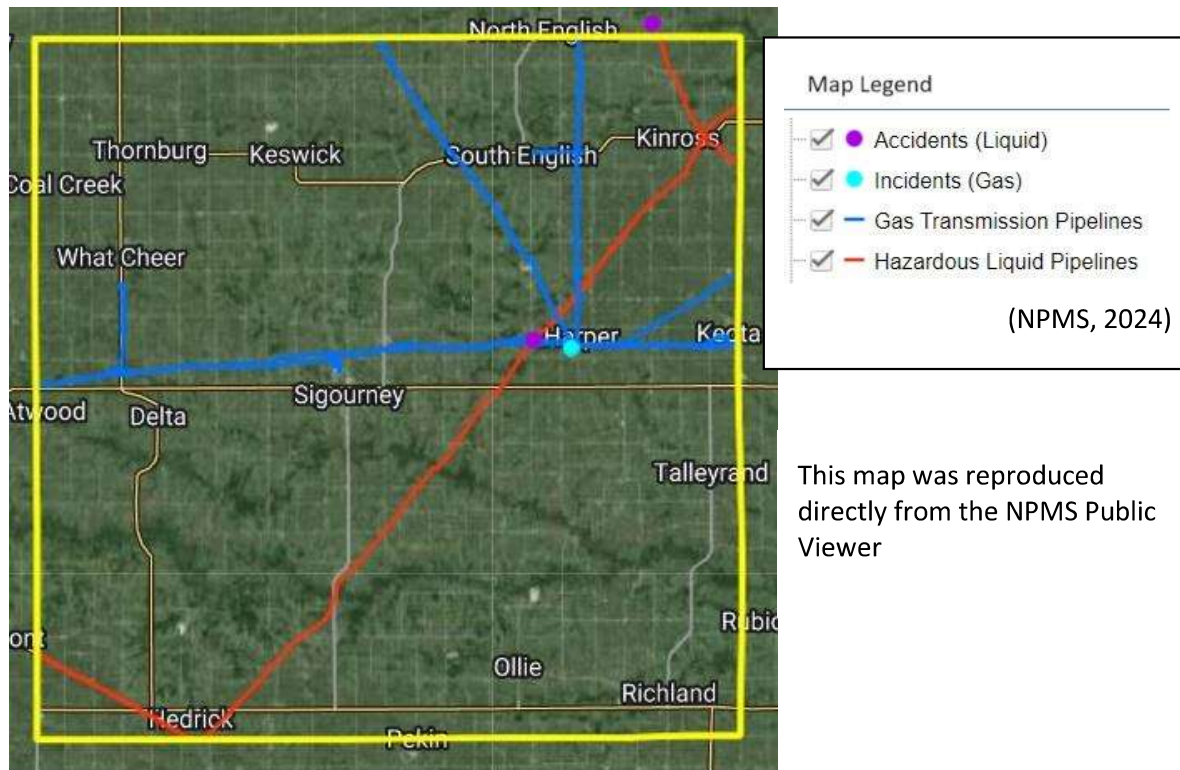 North English
Thornburg
Keswick
South English
Kinross
Coal Creek
What Cheer
Harper
Keota
Sigourney
Atwood
Delta
Talleyrand
Rubio
ont
Ollie
Richland
Hedrick
Pekin
Map Legend
Accidents (Liquid)
Incidents (Gas)
Gas Transmission Pipelines
Hazardous Liquid Pipelines
(NPMS, 2024)
This map was reproduced
directly from the NPMS Public
Viewer